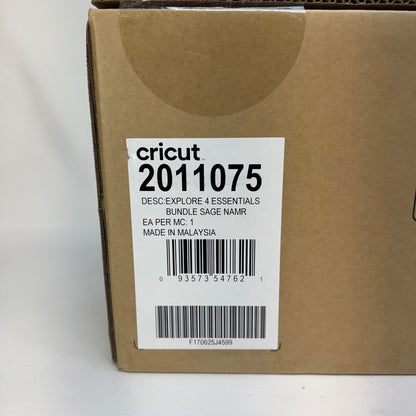 cricut
2011075
DESC:EXPLORE 4 ESSENTIALS
BUNDLE SAGE NAMR
EA PER MC: 1
MADE IN MALAYSIA
0 93573 54762 1
F170625J4599